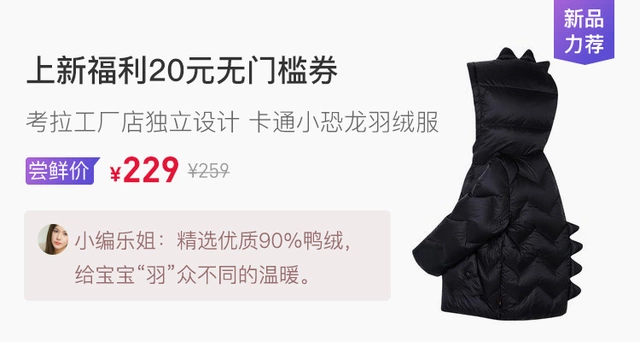 新品
力荐
上新福利20元无门槛券
考拉工厂店独立设计 卡通小恐龙羽绒服
尝鲜价 ¥229 ¥259
小编乐姐：精选优质90%鸭绒，
给宝宝“羽”众不同的温暖。